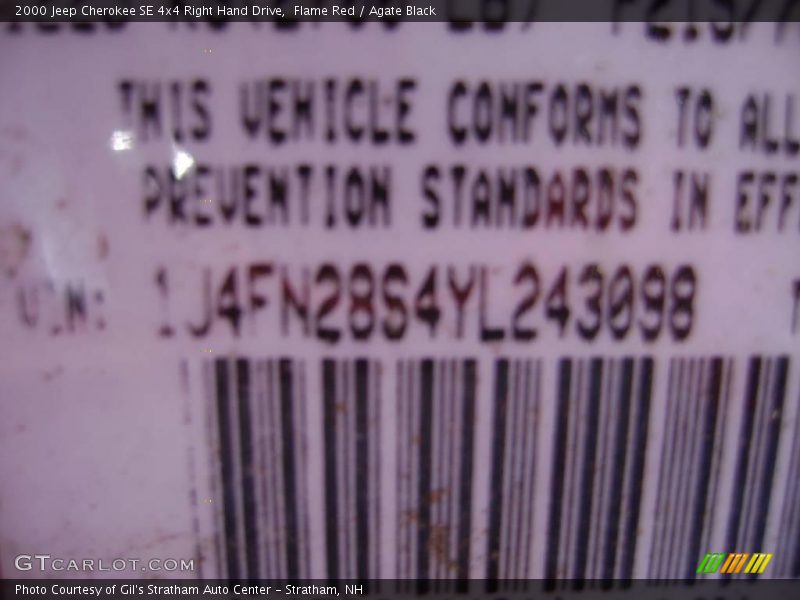 2000 Jeep Cherokee SE 4x4 Right Hand Drive,  Flame Red / Agate Black
THIS VEHICLE CONFORMS TO ALL
PREVENTION STANDARDS IN EFF
VIN: 1J4FN28S4YL243098
GTCARLOT.COM
Photo Courtesy of Gil's Stratham Auto Center - Stratham, NH